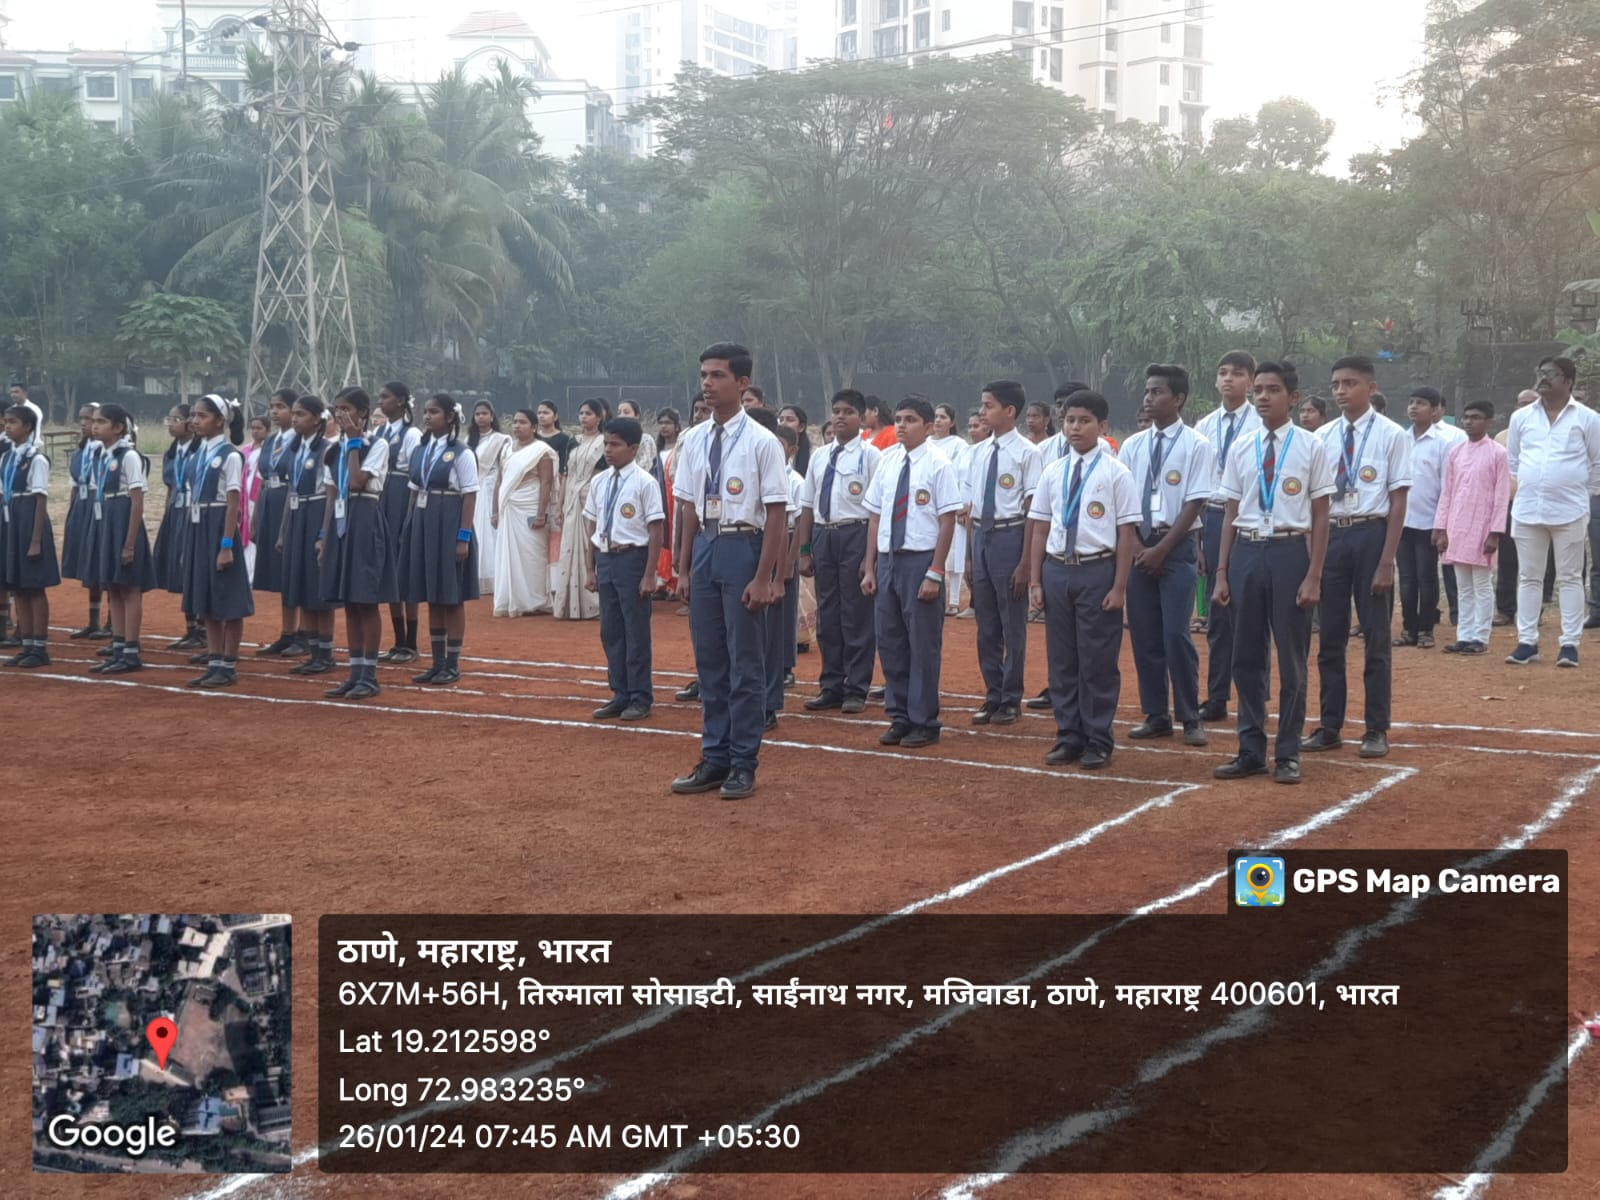 GPS Map Camera
ठाणे, महाराष्ट्र, भारत
6X7M+56H, तिरुमाला सोसाइटी, साईंनाथ नगर, मजिवाडा, ठाणे, महाराष्ट्र 400601, भारत
Lat 19.212598°
Long 72.983235°
26/01/24 07:45 AM GMT +05:30
Google